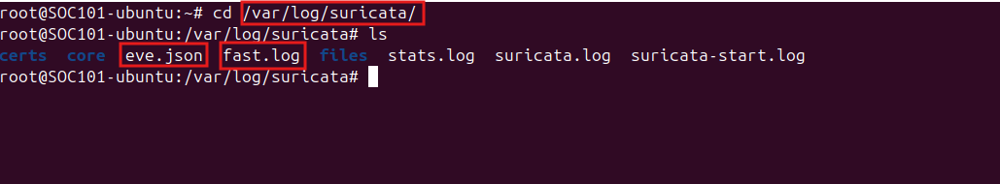 root@SOC101-ubuntu:~# cd /var/log/suricata/
root@SOC101-ubuntu:/var/log/suricata# ls
certs  core  eve.json  fast.log  files  stats.log  suricata.log  suricata-start.log
root@SOC101-ubuntu:/var/log/suricata#